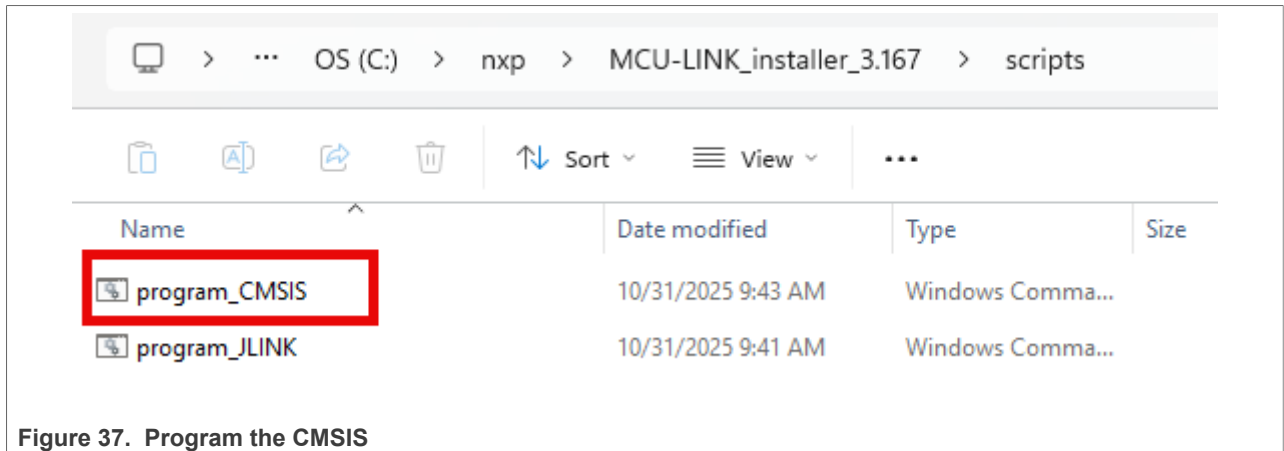 > ... OS (C:) > nxp > MCU-LINK_installer_3.167 > scripts
Sort View ...
Name Date modified Type Size
program_CMSIS 10/31/2025 9:43 AM Windows Comma...
program_JLINK 10/31/2025 9:41 AM Windows Comma...
Figure 37. Program the CMSIS